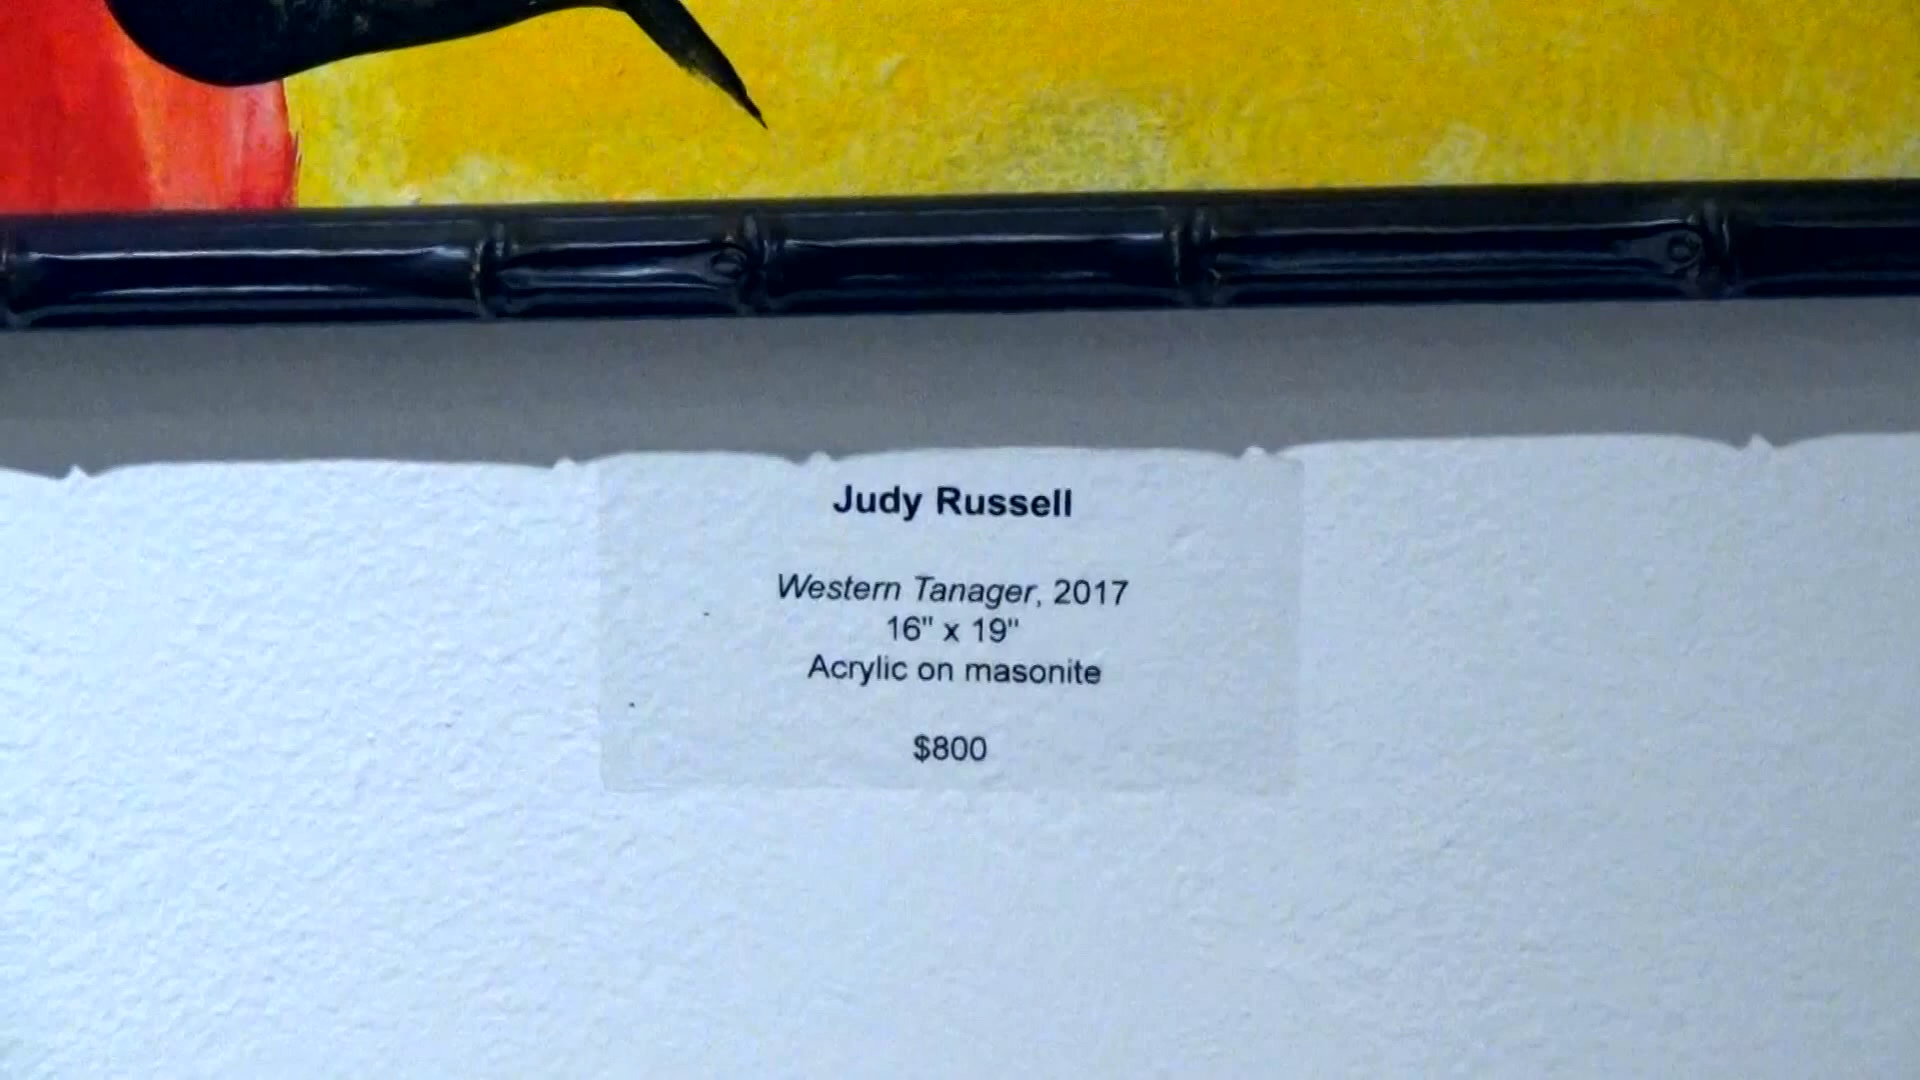 Judy Russell
Western Tanager, 2017
16" x 19"
Acrylic on masonite
$800